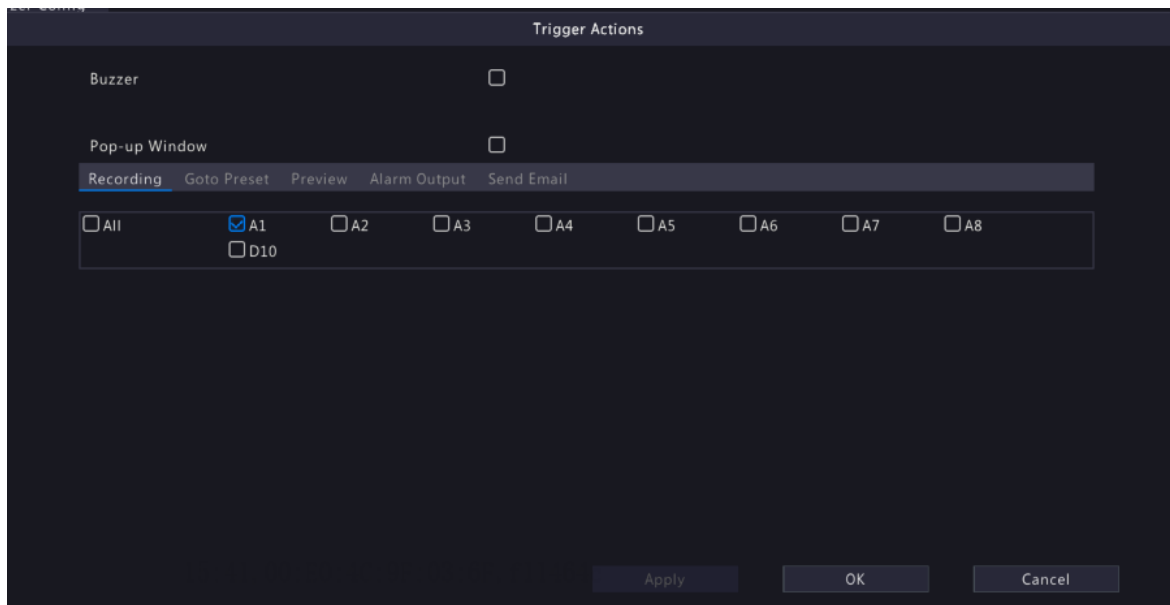 Trigger Actions
Buzzer
Pop-up Window
Recording Goto Preset Preview Alarm Output Send Email
All A1 A2 A3 A4 A5 A6 A7 A8
D10
Apply OK Cancel